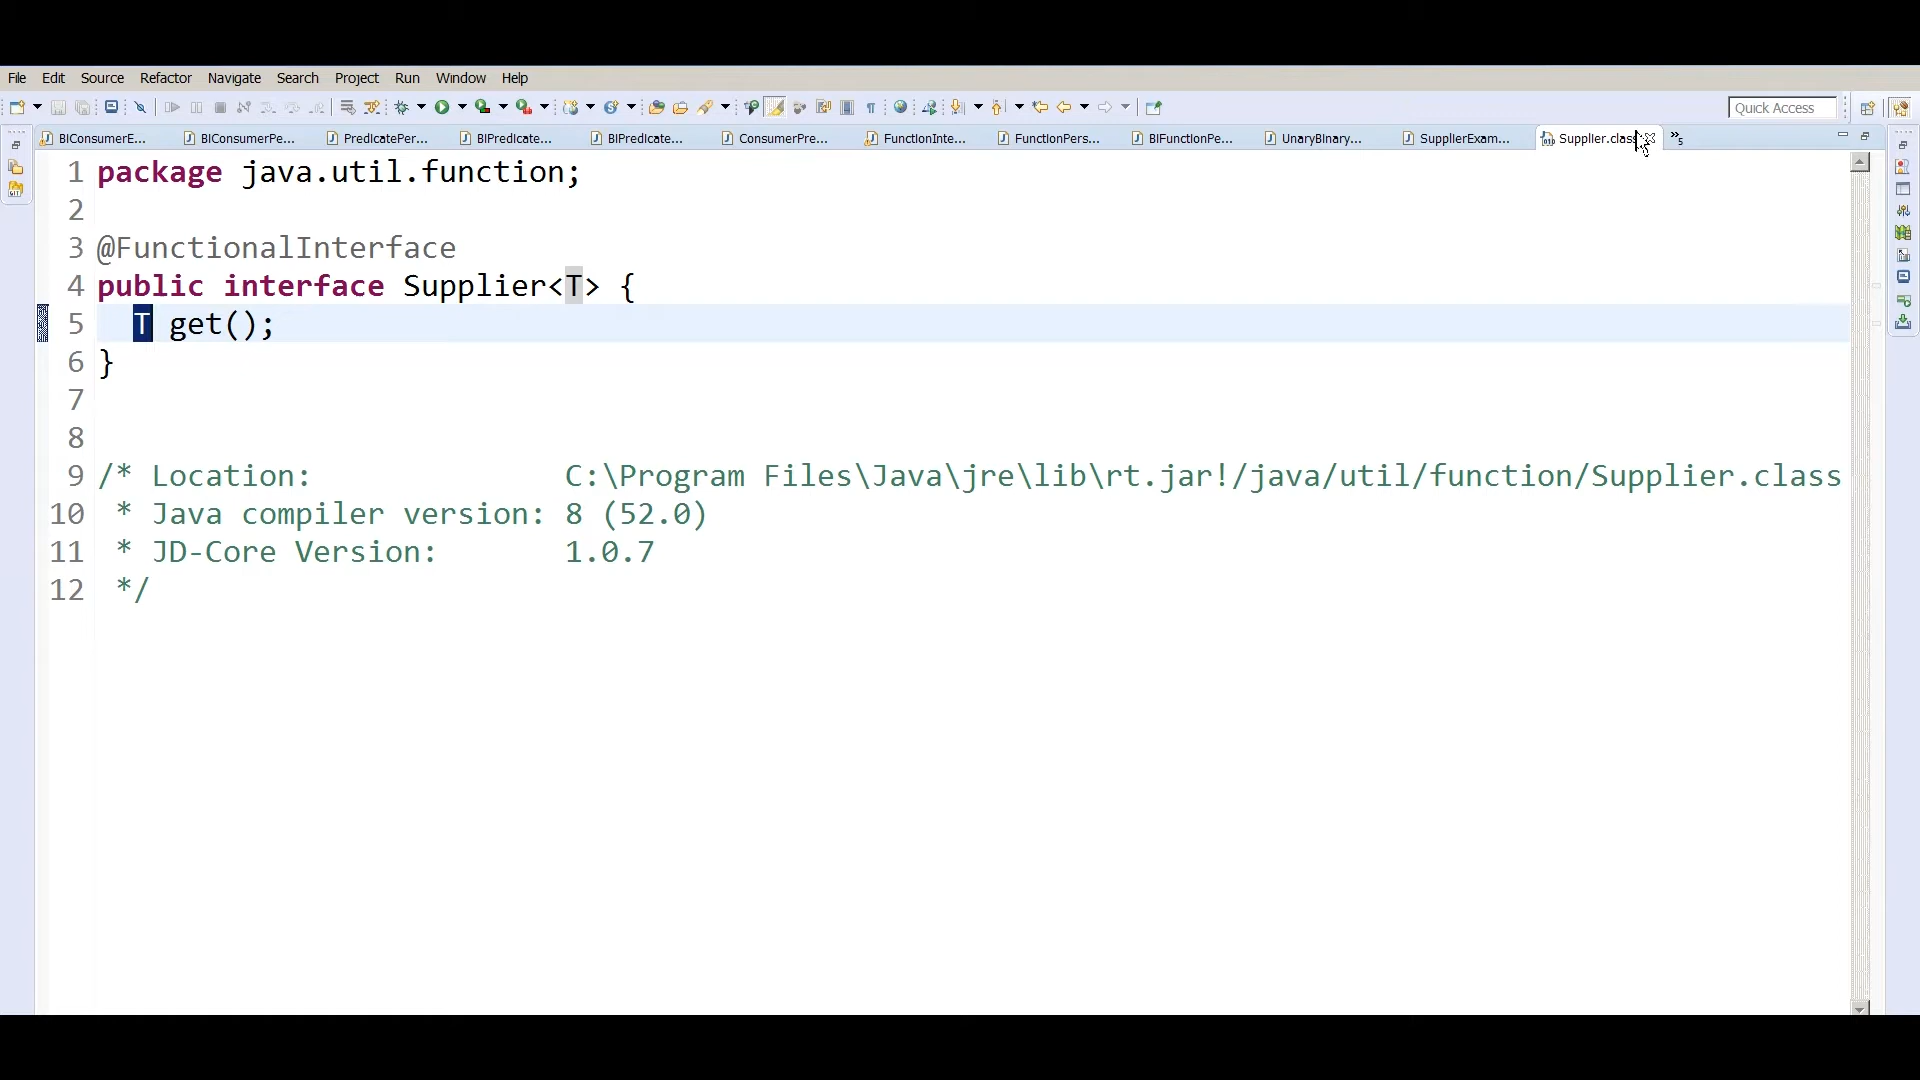 File Edit Source Refactor Navigate Search Project Run Window Help
Quick Access
BIConsumerE... BIConsumerPe... PredicatePer... BIPredicate... BIPredicate... ConsumerPre... FunctionInte... FunctionPers... BIFunctionPe... UnaryBinary... SupplierExam... Supplier.class »5
1 package java.util.function;
2
3 @FunctionalInterface
4 public interface Supplier<T> {
5 T get();
6 }
7
8
9 /* Location: C:\Program Files\Java\jre\lib\rt.jar!/java/util/function/Supplier.class
10 * Java compiler version: 8 (52.0)
11 * JD-Core Version: 1.0.7
12 */